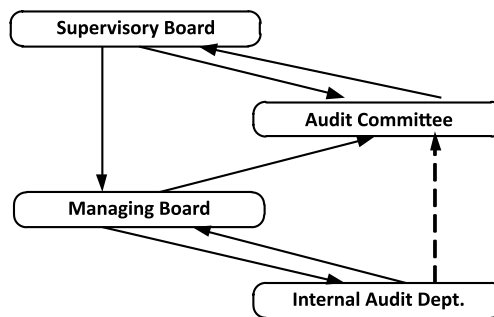 Supervisory Board
Audit Committee
Managing Board
Internal Audit Dept.